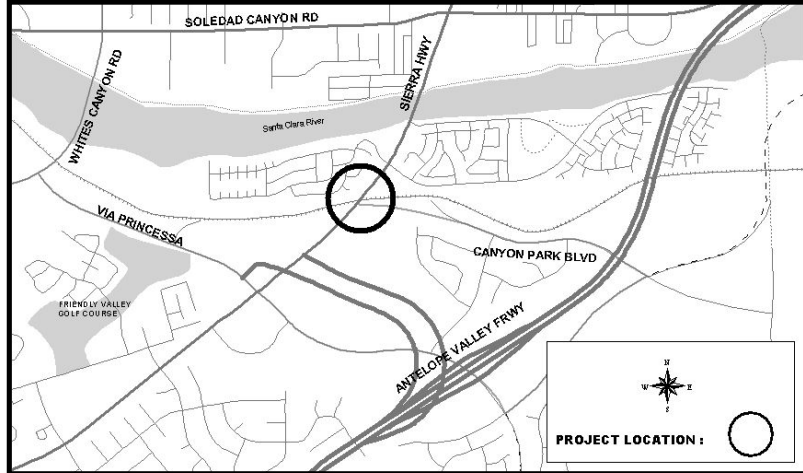 SOLEDAD CANYON RD
WHITES CANYON RD
SIERRA HWY
Santa Clara River
VIA PRINCESSA
CANYON PARK BLVD
FRIENDLY VALLEY
GOLF COURSE
ANTELOPE VALLEY FRWY
N
W E
S
PROJECT LOCATION :